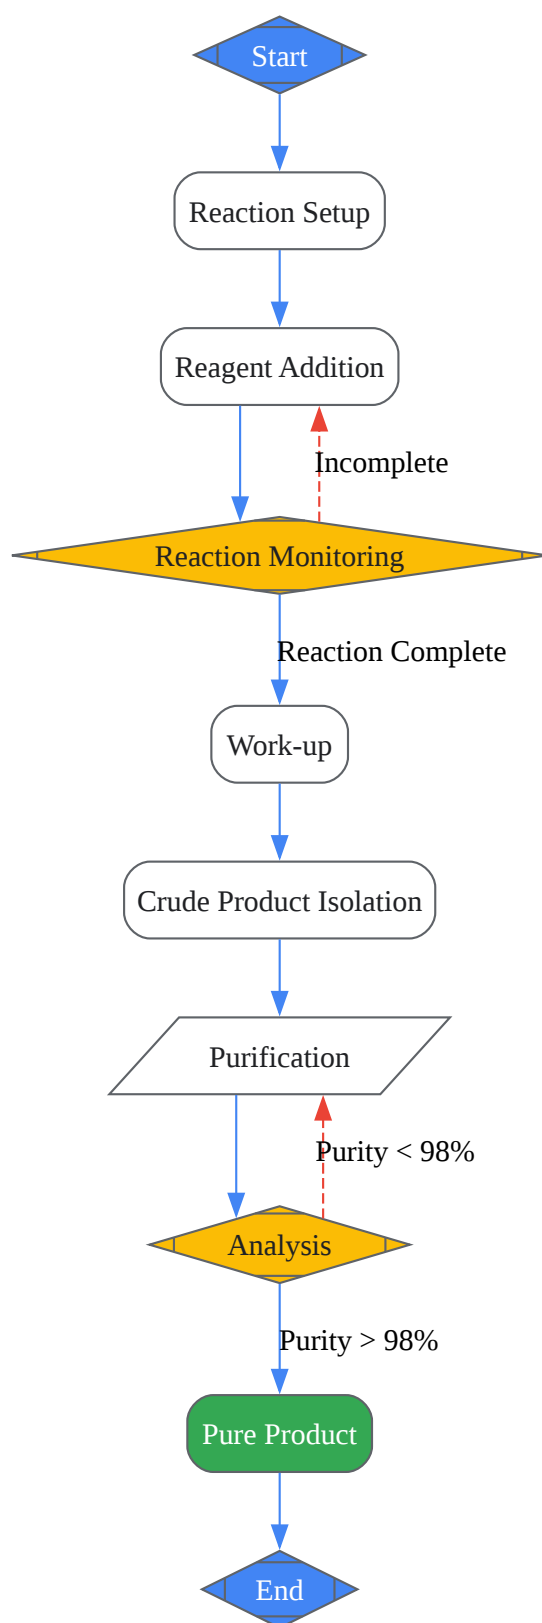 Start
Reaction Setup
Reagent Addition
Incomplete
Reaction Monitoring
Reaction Complete
Work-up
Crude Product Isolation
Purification
Purity < 98%
Analysis
Purity > 98%
Pure Product
End